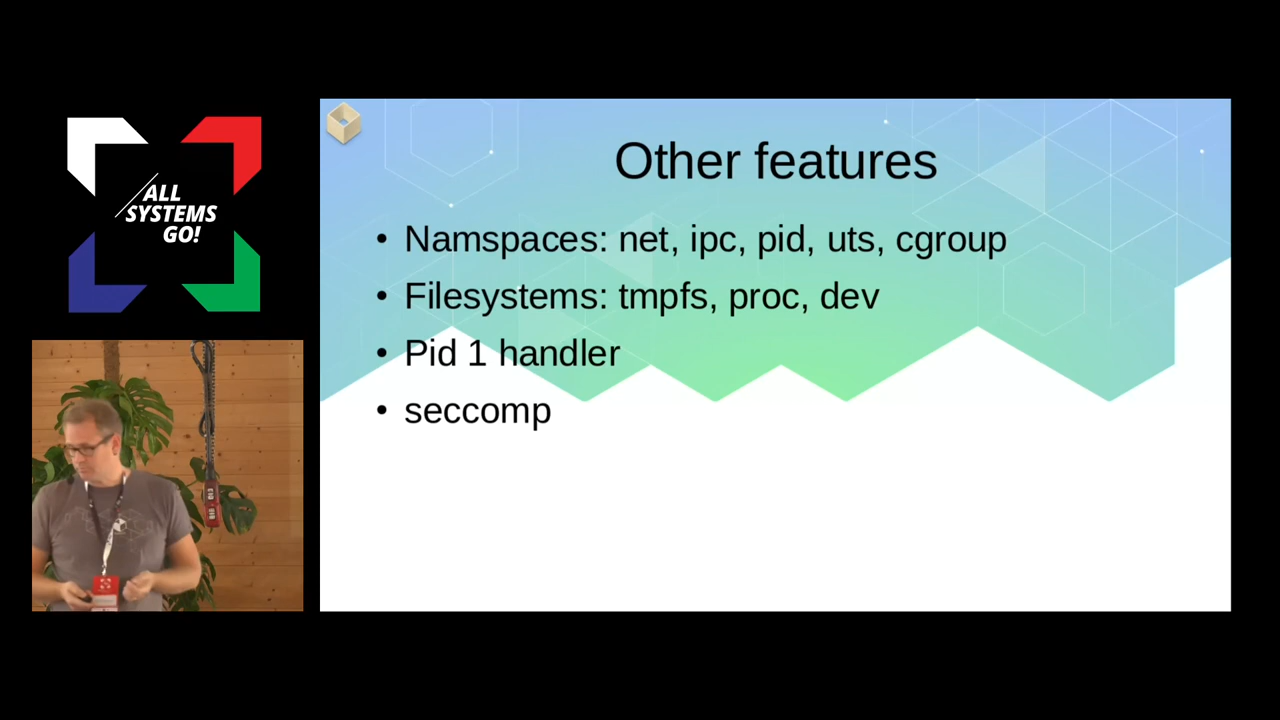 ALL
SYSTEMS
GO!
Other features
• Namspaces: net, ipc, pid, uts, cgroup
• Filesystems: tmpfs, proc, dev
• Pid 1 handler
• seccomp